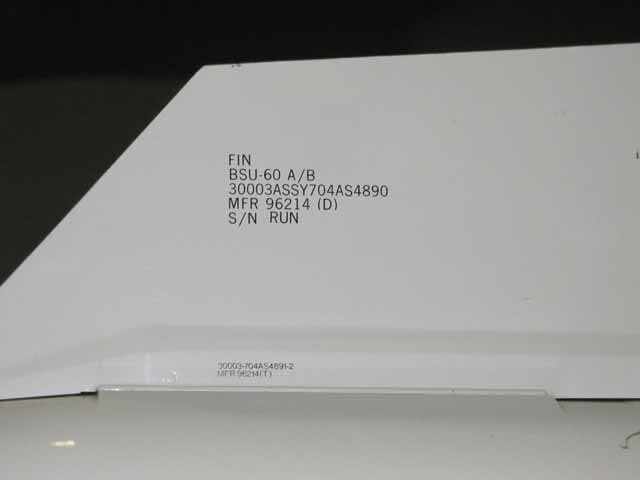 FIN
BSU-60 A/B
30003ASSY704AS4890
MFR 96214 (D)
S/N RUN
30003-704AS4891-2
MFR 96214(T)